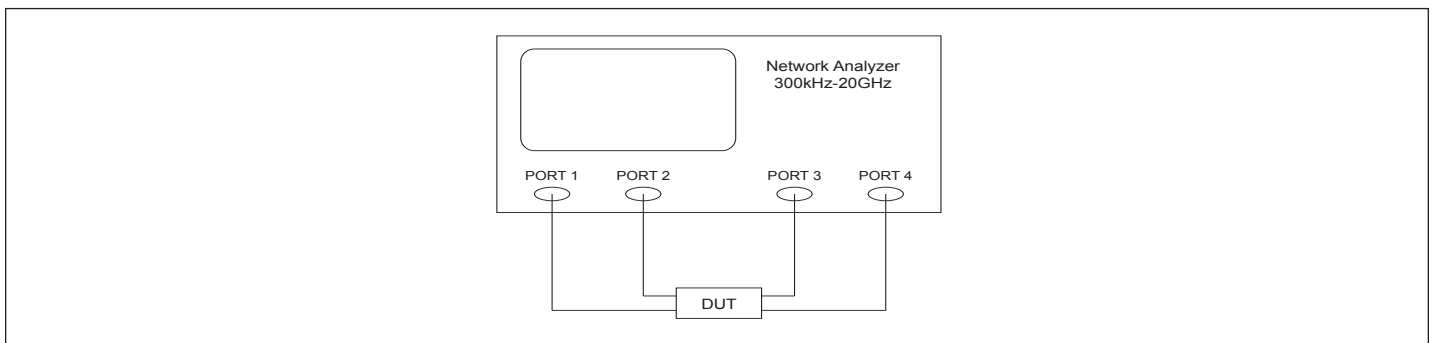 Network Analyzer
300kHz-20GHz
PORT 1 PORT 2 PORT 3 PORT 4
DUT